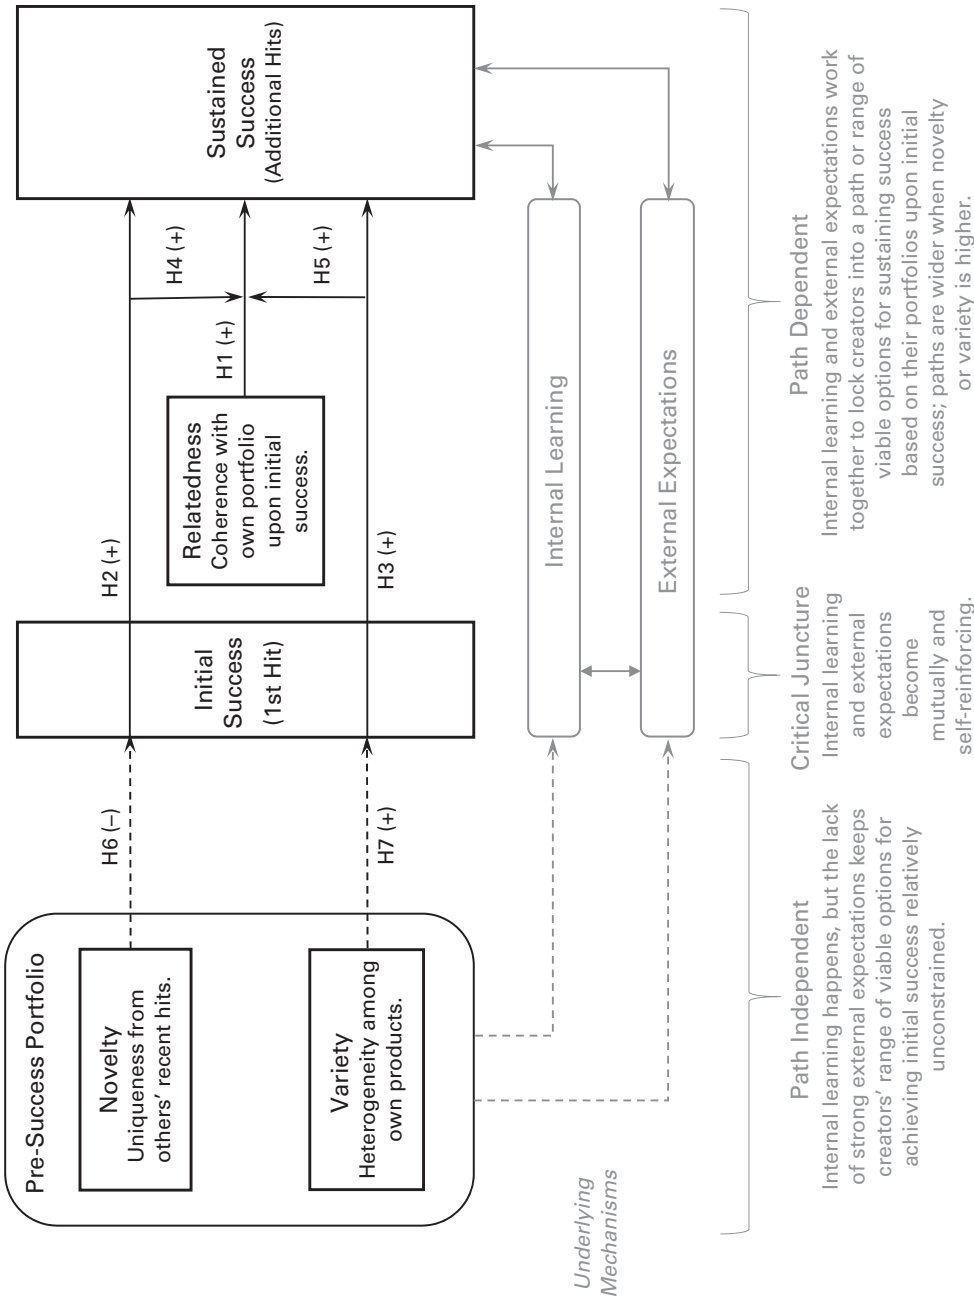 Pre-Success Portfolio
Novelty
Uniqueness from
others’ recent hits.
Variety
Heterogeneity among
own products.
H6 (–)
H7 (+)
Initial
Success
(1st Hit)
H2 (+)
H3 (+)
Relatedness
Coherence with
own portfolio
upon initial
success.
H1 (+)
H4 (+)
H5 (+)
Sustained
Success
(Additional Hits)
Underlying
Mechanisms
Internal Learning
External Expectations
Path Independent
Internal learning happens, but the lack
of strong external expectations keeps
creators’ range of viable options for
achieving initial success relatively
unconstrained.
Critical Juncture
Internal learning
and external
expectations
become
mutually and
self-reinforcing.
Path Dependent
Internal learning and external expectations work
together to lock creators into a path or range of
viable options for sustaining success
based on their portfolios upon initial
success; paths are wider when novelty
or variety is higher.